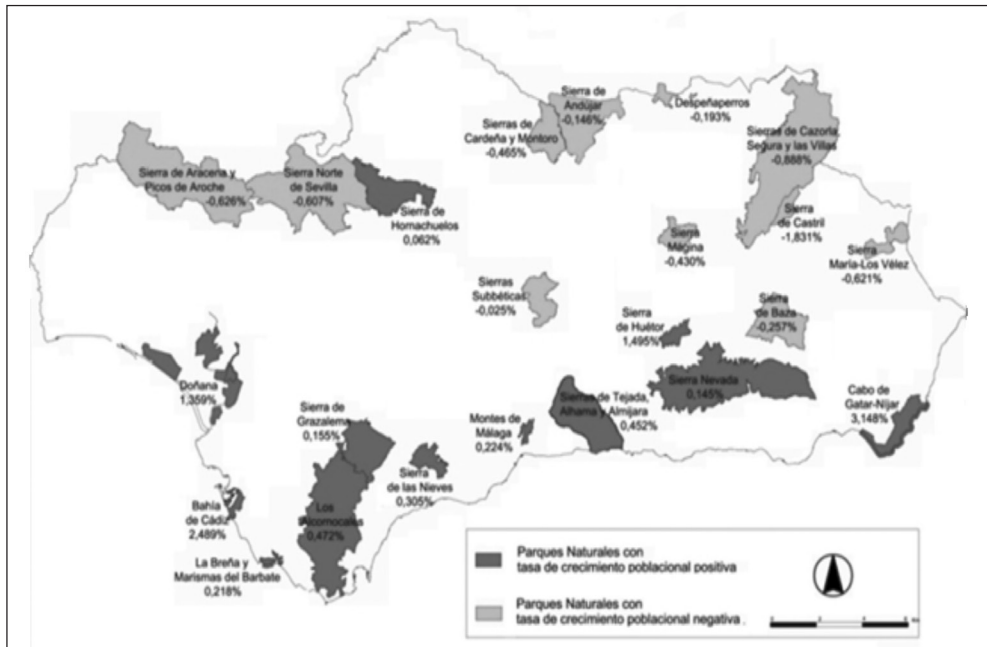 Sierra de
Andújar
-0,146%
Despeñaperros
-0,193%
Sierras de
Cardeña y Montoro
-0,465%
Sierras de Cazorla,
Segura y las Villas
-0,888%
Sierra de Aracena y
Picos de Aroche
-0,626%
Sierra Norte
de Sevilla
-0,607%
Sierra de
Hornachuelos
0,062%
Sierra
de Castril
-1,831%
Sierra
Mágina
-0,430%
Sierra
María-Los Vélez
-0,621%
Sierras
Subbéticas
-0,025%
Sierra
de Huétor
1,495%
Sierra
de Baza
-0,257%
Doñana
1,359%
Sierra Nevada
0,145%
Sierras de Tejada,
Alhama y Almijara
0,452%
Cabo de
Gatar-Níjar
3,148%
Sierra de
Grazalema
0,155%
Montes de
Málaga
0,224%
Sierra
de las Nieves
0,305%
Bahía
de Cádiz
2,489%
Los
Alcornocales
0,472%
La Breña y
Marismas del Barbate
0,218%
Parques Naturales con
tasa de crecimiento poblacional positiva
Parques Naturales con
tasa de crecimiento poblacional negativa